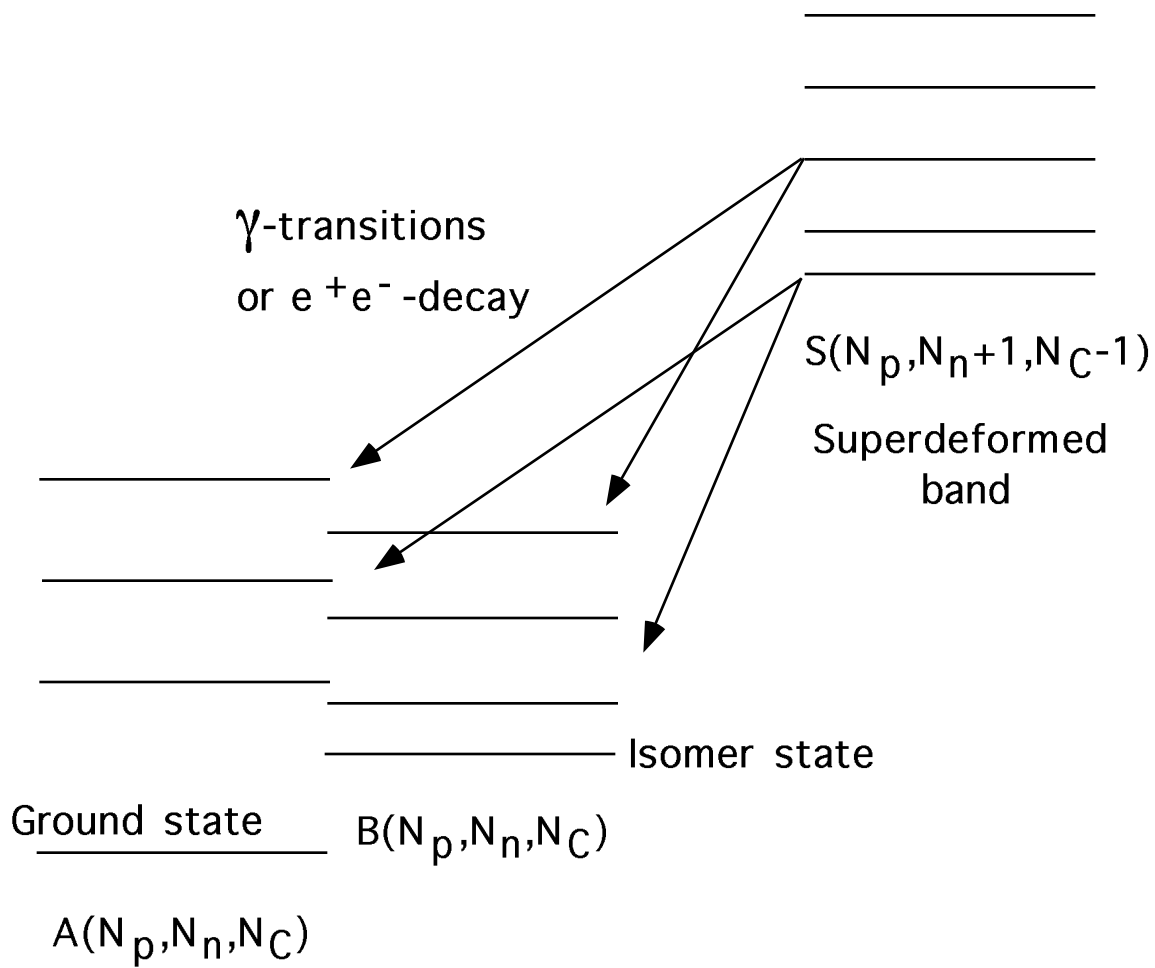 γ-transitions
or e+e- -decay
S(Np,Nn+1,NC-1)
Superdeformed
band
Isomer state
Ground state
B(Np,Nn,NC)
A(Np,Nn,NC)